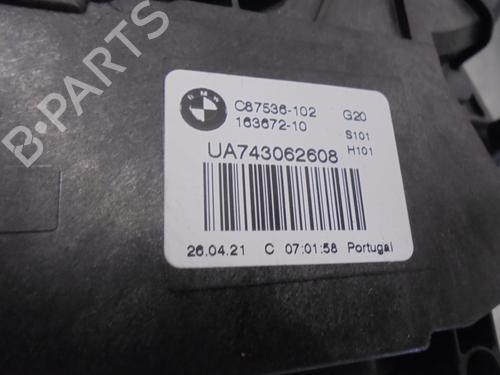 B-PARTS
BMW
C87536-102 G20
163672-10 S101
UA743062608 H101
26.04.21 C 07:01:58 Portugal